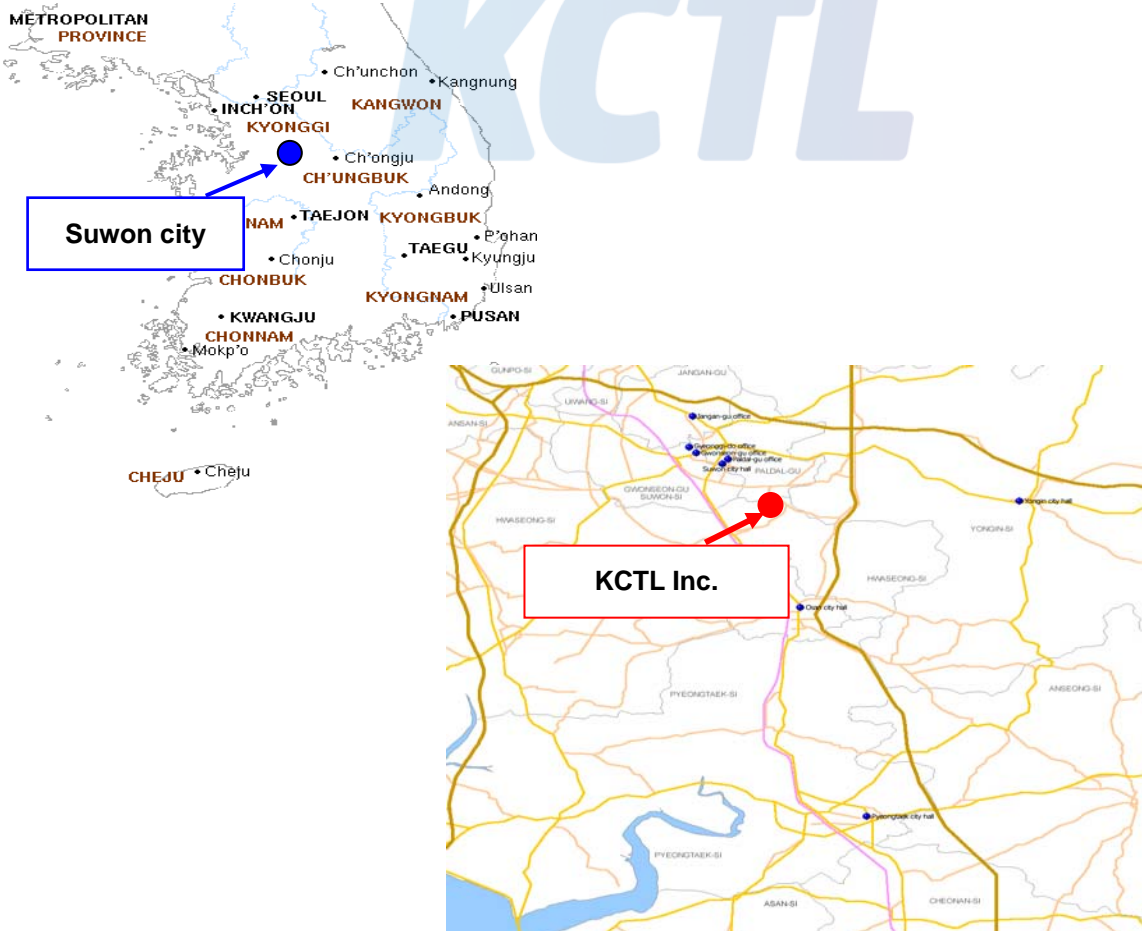 KCTL
METROPOLITAN
PROVINCE
Ch'unchon
Kangnung
SEOUL
INCH'ON
KANGWON
KYONGGI
Ch'ongju
CH'UNGBUK
Andong
Suwon city
NAM
TAEJON
KYONGBUK
P'ohan
TAEGU
Kyungju
Chonju
CHONBUK
Ulsan
KYONGNAM
KWANGJU
PUSAN
CHONNAM
Mokp'o
CHEJU
Cheju
GUNPO-SI
JANGAN-GU
UIWANG-SI
Jangan-gu office
ANSAN-SI
Gyeonggi-do office
Gwonseon-gu office
Paldal-gu office
Suwon city hall
PALDAL-GU
GWONSEON-GU
SUWON-SI
Yongin city hall
HWASEONG-SI
YONGIN-SI
KCTL Inc.
HWASEONG-SI
Osan city hall
PYEONGTAEK-SI
ANSEONG-SI
Pyeongtaek city hall
PYEONGTAEK-SI
ASAN-SI
CHEONAN-SI